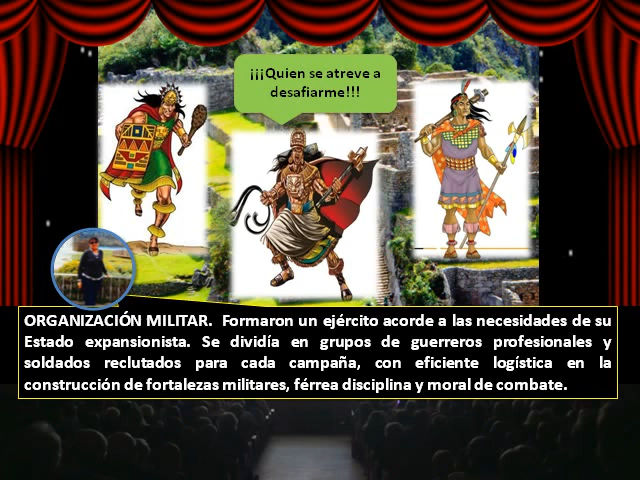 ¡¡¡Quien se atreve a
desafiarme!!!
ORGANIZACIÓN MILITAR.  Formaron un ejército acorde a las necesidades de su
Estado expansionista. Se dividía en grupos de guerreros profesionales y
soldados reclutados para cada campaña, con eficiente logística en la
construcción de fortalezas militares, férrea disciplina y moral de combate.